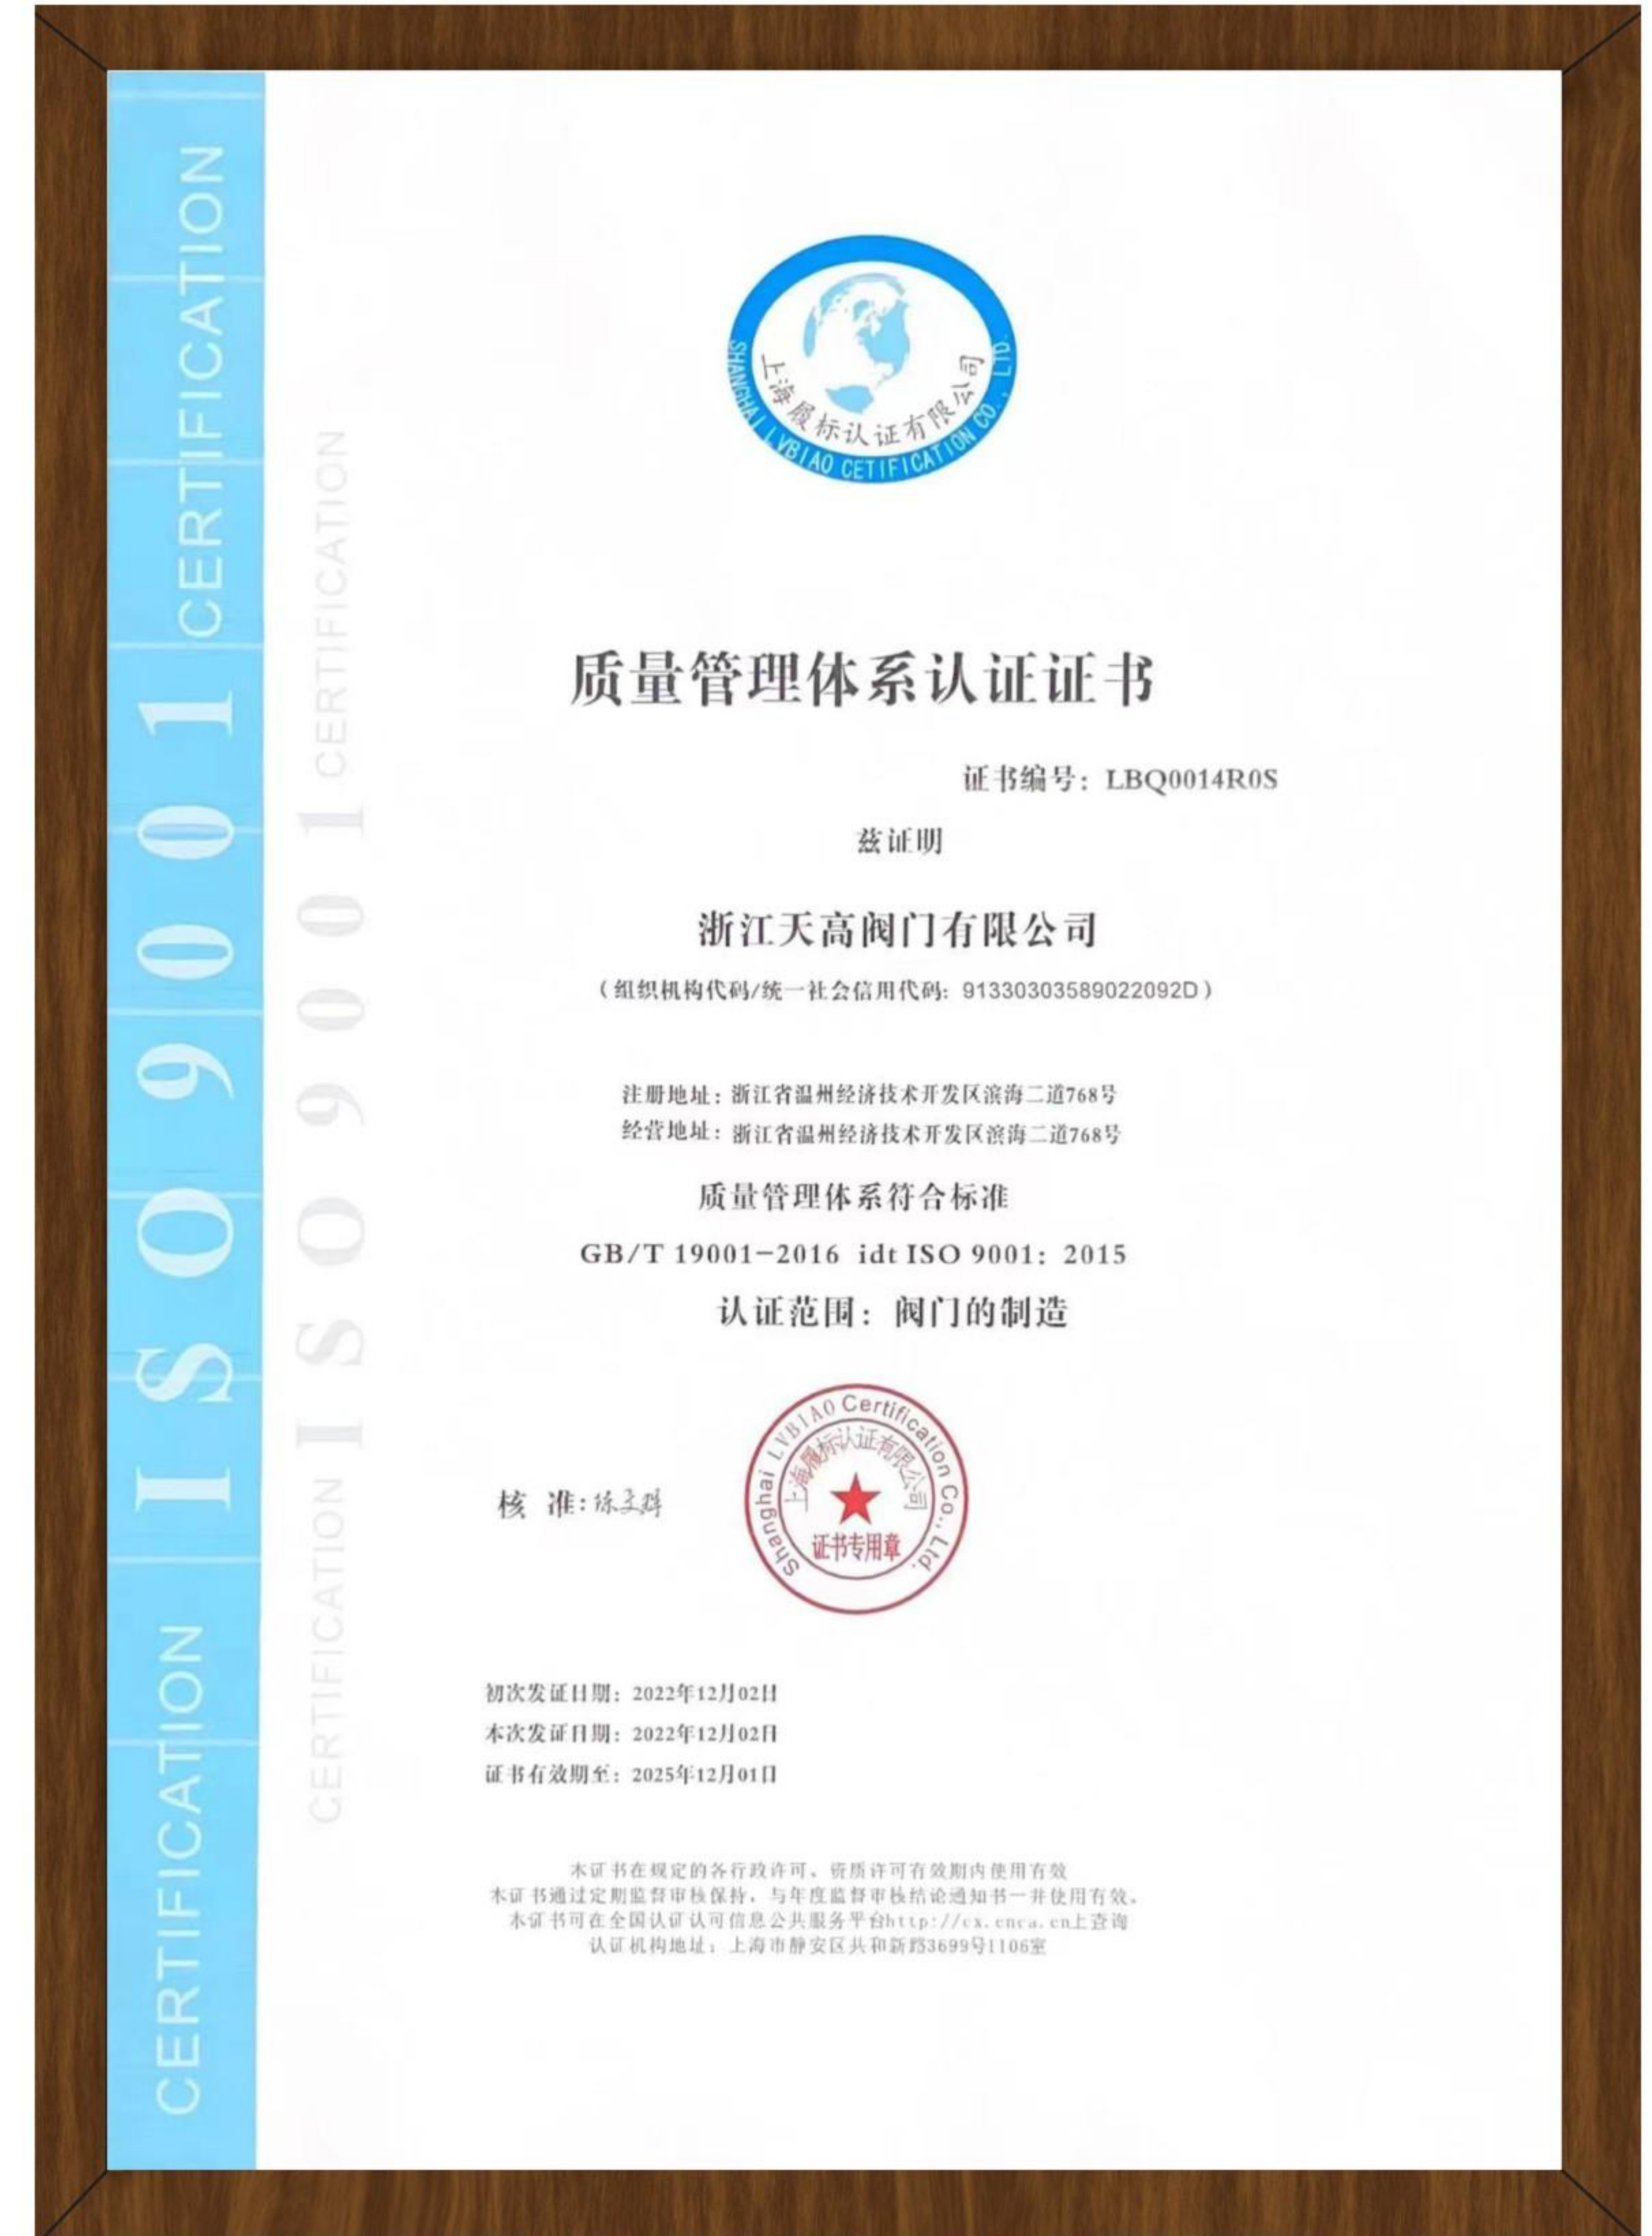 ISO 9001 CERTIFICATION
CERTIFICATION
ISO 9001 CERTIFICATION
CERTIFICATION
上海履标认证有限公司
SHANGHAI LVBIAO CETIFICATION CO., LTD.
质量管理体系认证证书
证书编号：LBQ0014R0S
兹证明
浙江天高阀门有限公司
（组织机构代码/统一社会信用代码：91330303589022092D）
注册地址：浙江省温州经济技术开发区滨海二道768号
经营地址：浙江省温州经济技术开发区滨海二道768号
质量管理体系符合标准
GB/T 19001-2016 idt ISO 9001：2015
认证范围：阀门的制造
Shanghai LVBIAO Certification Co., Ltd.
上海履标认证有限公司
证书专用章
核 准:
初次发证日期：2022年12月02日
本次发证日期：2022年12月02日
证书有效期至：2025年12月01日
本证书在规定的各行政许可、资质许可有效期内使用有效
本证书通过定期监督审核保持，与年度监督审核结论通知书一并使用有效。
本证书可在全国认证认可信息公共服务平台http://cx.cnca.cn上查询
认证机构地址：上海市静安区共和新路3699号1106室